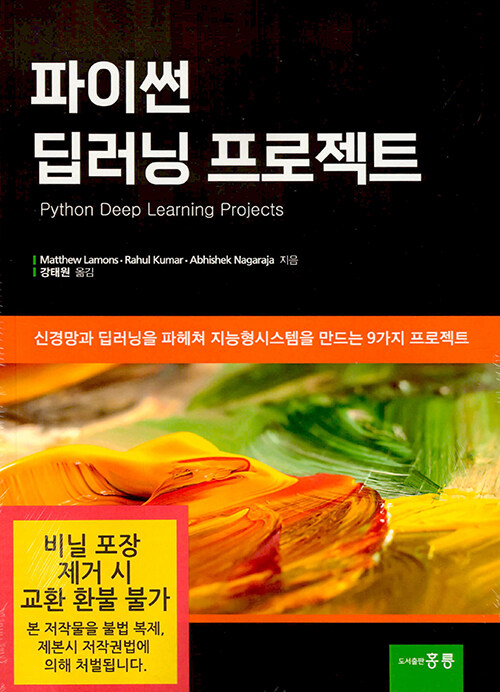 파이썬
딥러닝 프로젝트
Python Deep Learning Projects
Matthew Lamons · Rahul Kumar · Abhishek Nagaraja 지음
강태원 옮김
신경망과 딥러닝을 파헤쳐 지능형시스템을 만드는 9가지 프로젝트
비닐 포장
제거 시
교환 환불 불가
본 저작물을 불법 복제,
제본시 저작권법에
의해 처벌됩니다.
도서출판 홍릉